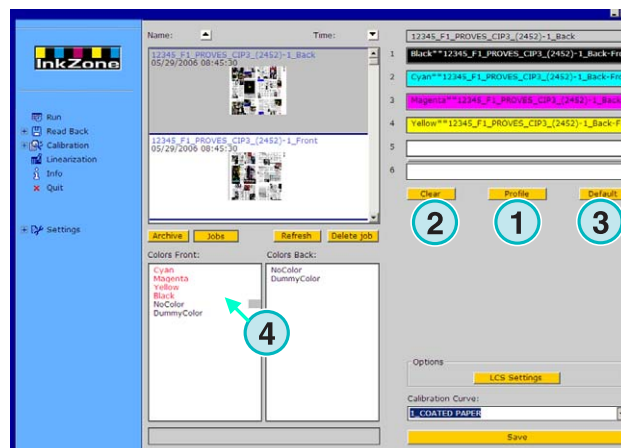 Name:
Time:
InkZone
12345_F1_PROVES_CIP3_(2452)-1_Back
05/29/2006 08:45:30
12345_F1_PROVES_CIP3_(2452)-1_Front
05/29/2006 08:45:30
Run
Read Back
Calibration
Linearization
Info
Quit
Settings
Archive
Jobs
Refresh
Delete job
Colors Front:
Colors Back:
Cyan
Magenta
Yellow
Black
NoColor
DummyColor
NoColor
DummyColor
4
12345_F1_PROVES_CIP3_(2452)-1_Back
1 Black**12345_F1_PROVES_CIP3_(2452)-1_Back-Fro
2 Cyan**12345_F1_PROVES_CIP3_(2452)-1_Back-Fron
3 Magenta**12345_F1_PROVES_CIP3_(2452)-1_Back
4 Yellow**12345_F1_PROVES_CIP3_(2452)-1_Back-F
5
6
Clear
Profile
Default
2
1
3
Options
LCS Settings
Calibration Curve:
1_COATED PAPER
Save